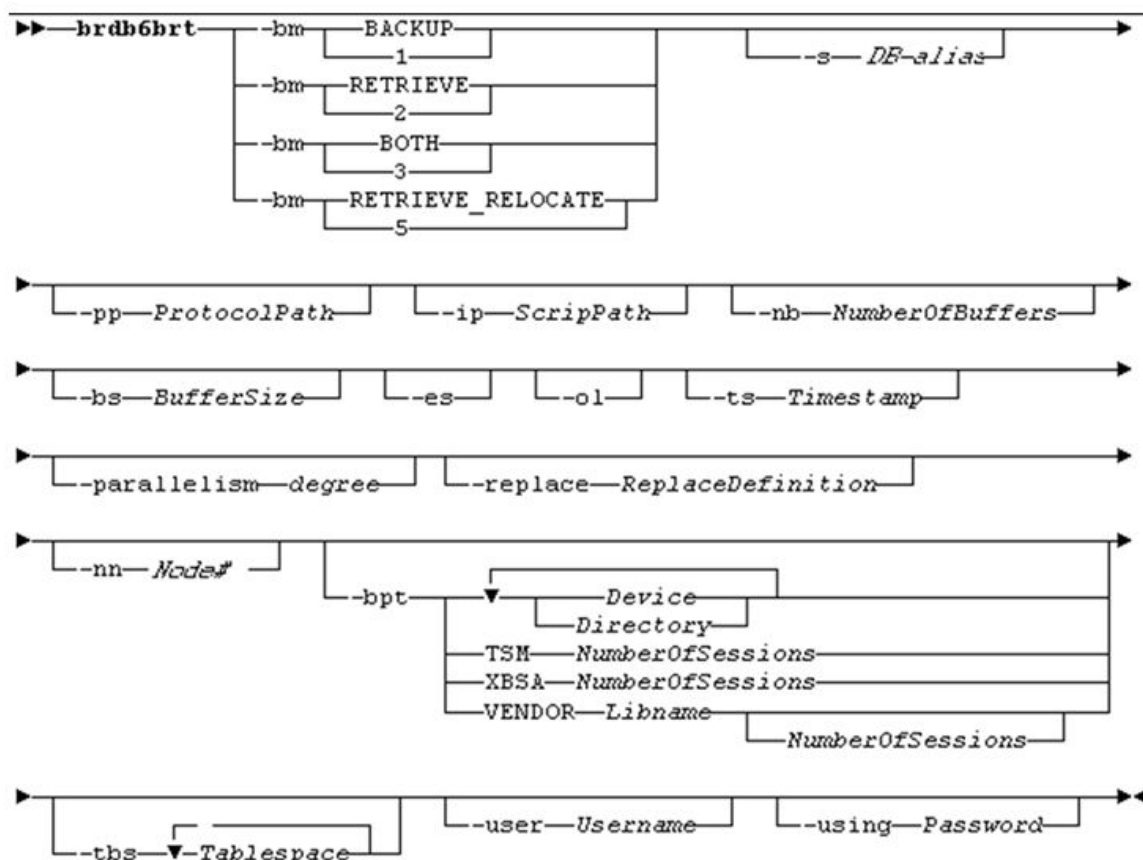 brdb6brt -bm BACKUP -s DB-alias
1
-bm RETRIEVE
2
-bm BOTH
3
-bm RETRIEVE_RELOCATE
5
-pp ProtocolPath -ip ScripPath -nb NumberOfBuffers
-bs BufferSize -es -ol -ts Timestamp
-parallelism degree -replace ReplaceDefinition
-nn Node#
-bpt Device
Directory
TSM NumberOfSessions
XBSA NumberOfSessions
VENDOR Libname
NumberOfSessions
-tbs Tablespace -user Username -using Password